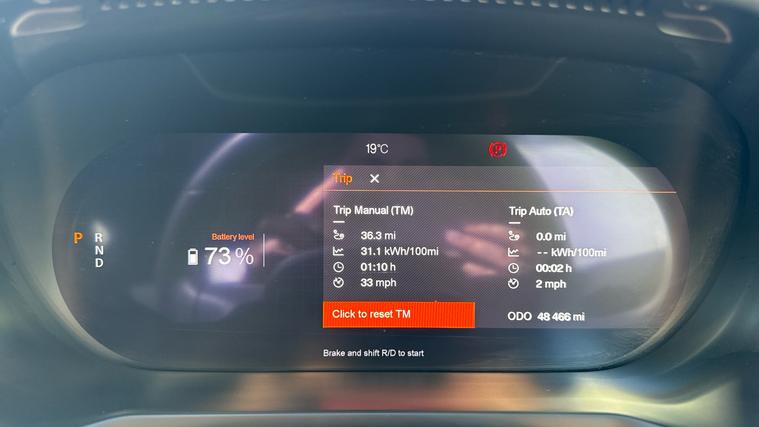 19°C
Trip ×
P R
N
D
Battery level
73 %
Trip Manual (TM)
36.3 mi
31.1 kWh/100mi
01:10 h
33 mph
Click to reset TM
Trip Auto (TA)
0.0 mi
-- kWh/100mi
00:02 h
2 mph
ODO 48 466 mi
Brake and shift R/D to start